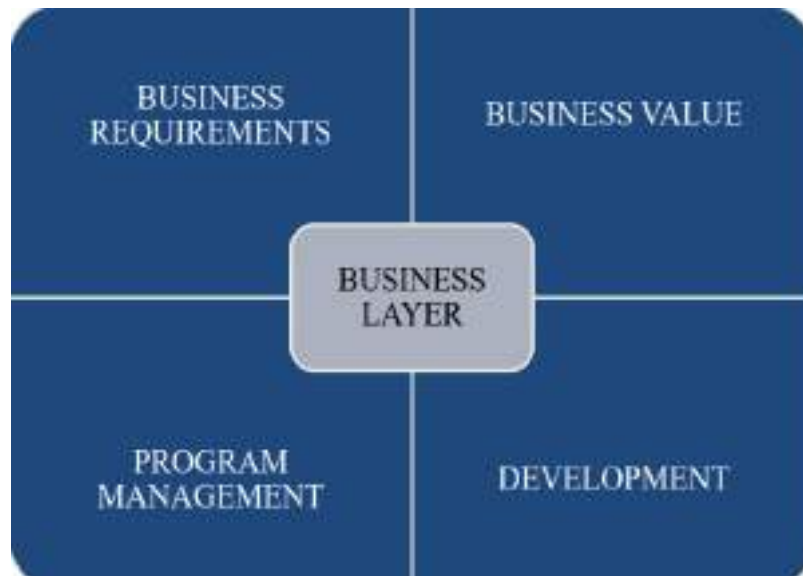 BUSINESS
REQUIREMENTS
BUSINESS VALUE
BUSINESS
LAYER
PROGRAM
MANAGEMENT
DEVELOPMENT